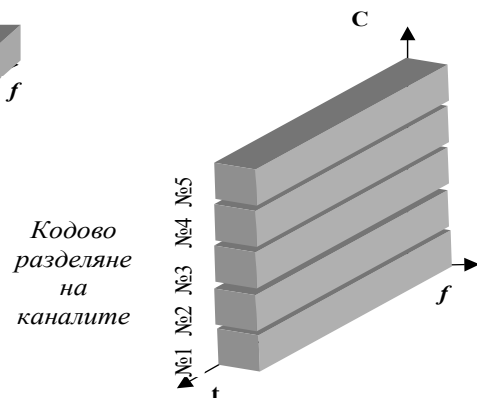 C
f
№5
№4
№3
№2
№1
Кодово
разделяне
на
каналите
f
t